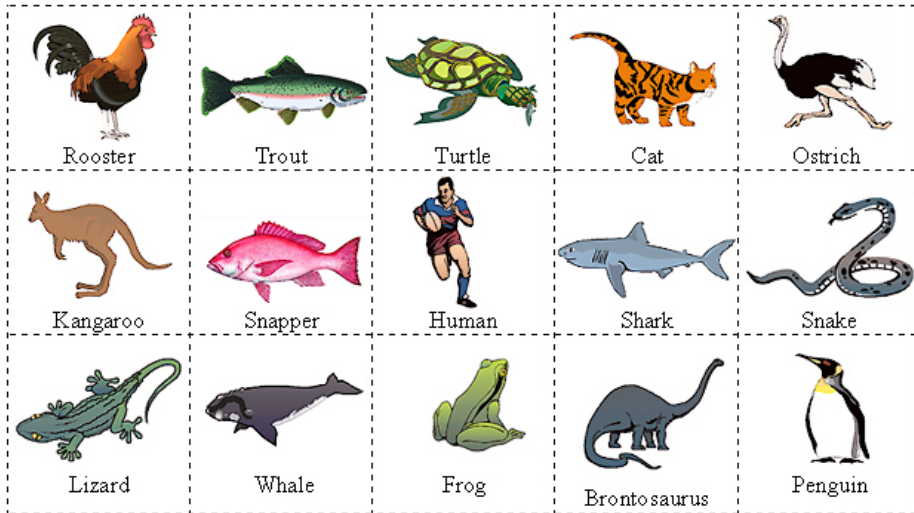 Rooster
Trout
Turtle
Cat
Ostrich
Kangaroo
Snapper
Human
Shark
Snake
Lizard
Whale
Frog
Brontosaurus
Penguin